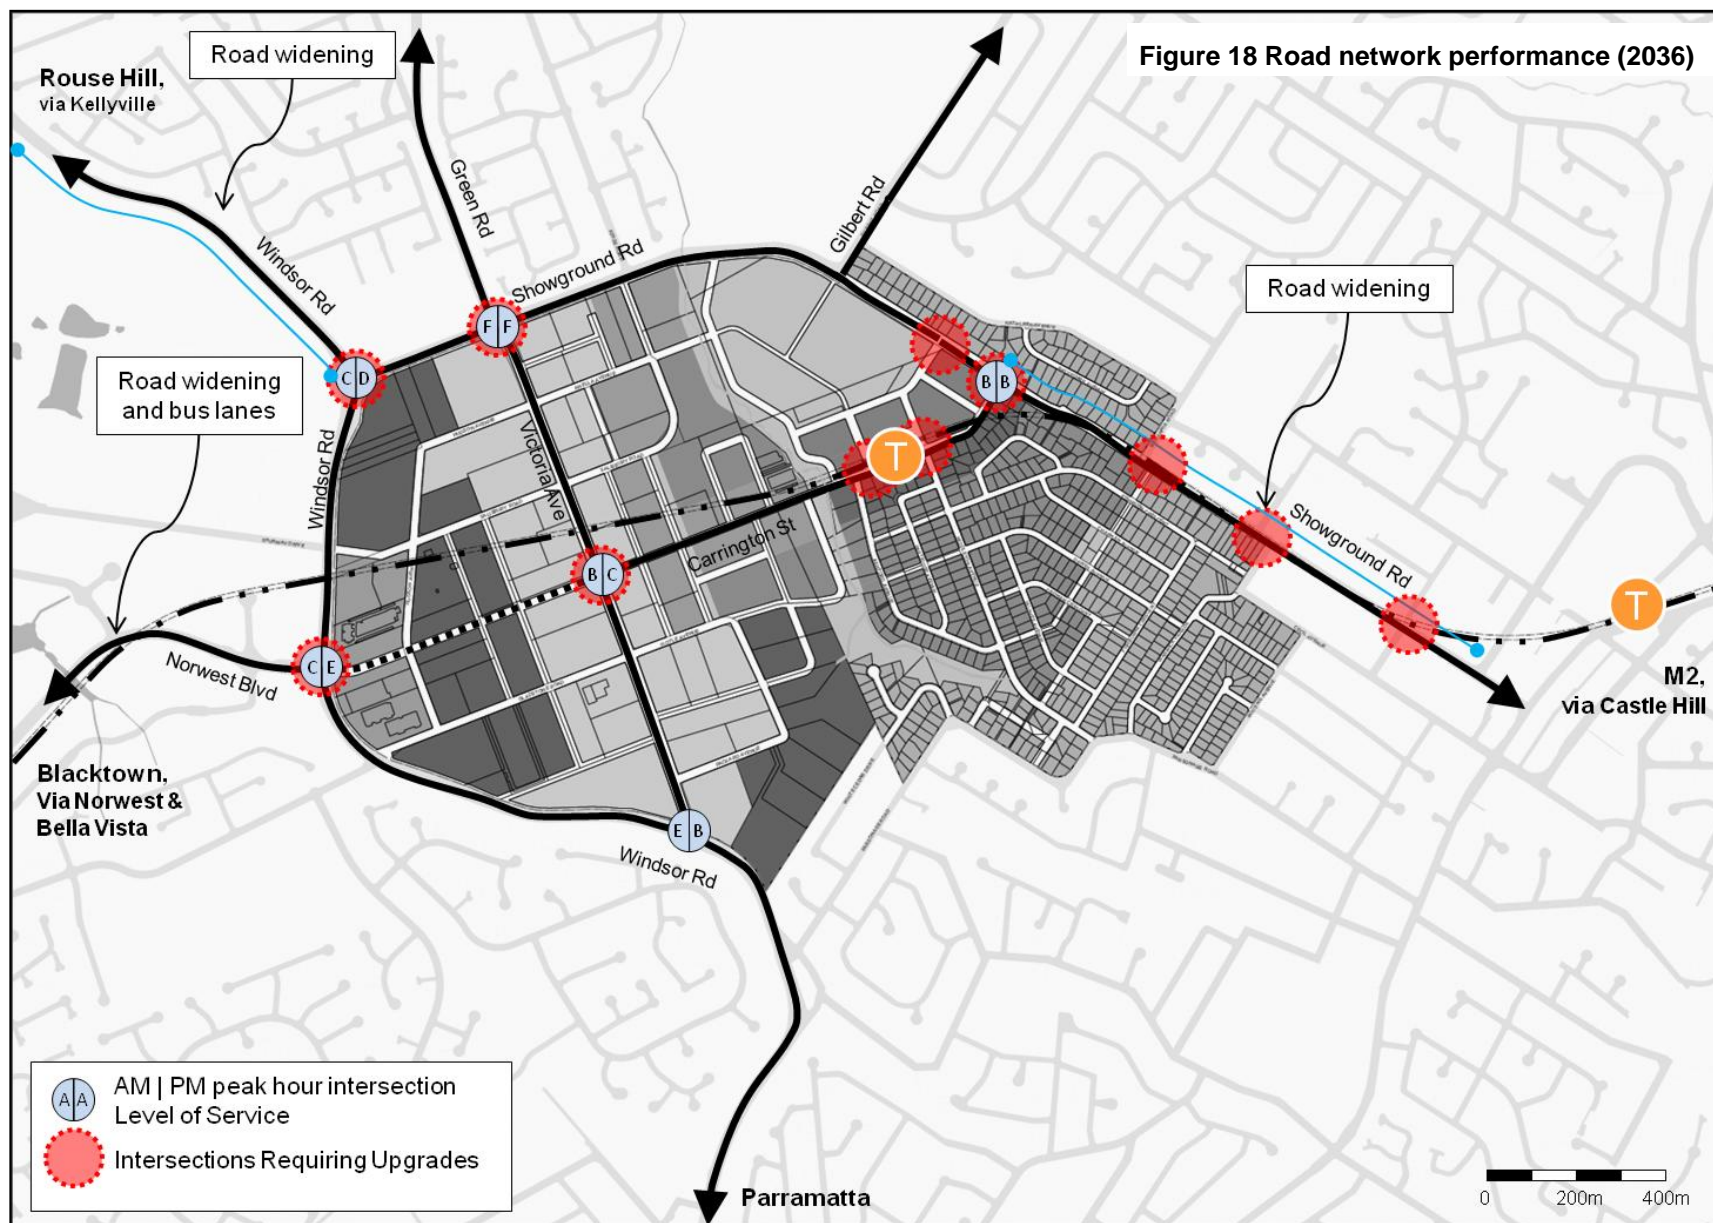 Figure 18 Road network performance (2036)
Road widening
Rouse Hill,
via Kellyville
Green Rd
Gilbert Rd
Showground Rd
Windsor Rd
Road widening
F F
C D
B B
Road widening
and bus lanes
Windsor Rd
Victoria Ave
T
Carrington St
Showground Rd
B C
T
C E
Norwest Blvd
M2,
via Castle Hill
Blacktown,
Via Norwest &
Bella Vista
E B
Windsor Rd
A A
AM | PM peak hour intersection
Level of Service
Intersections Requiring Upgrades
Parramatta
0 200m 400m